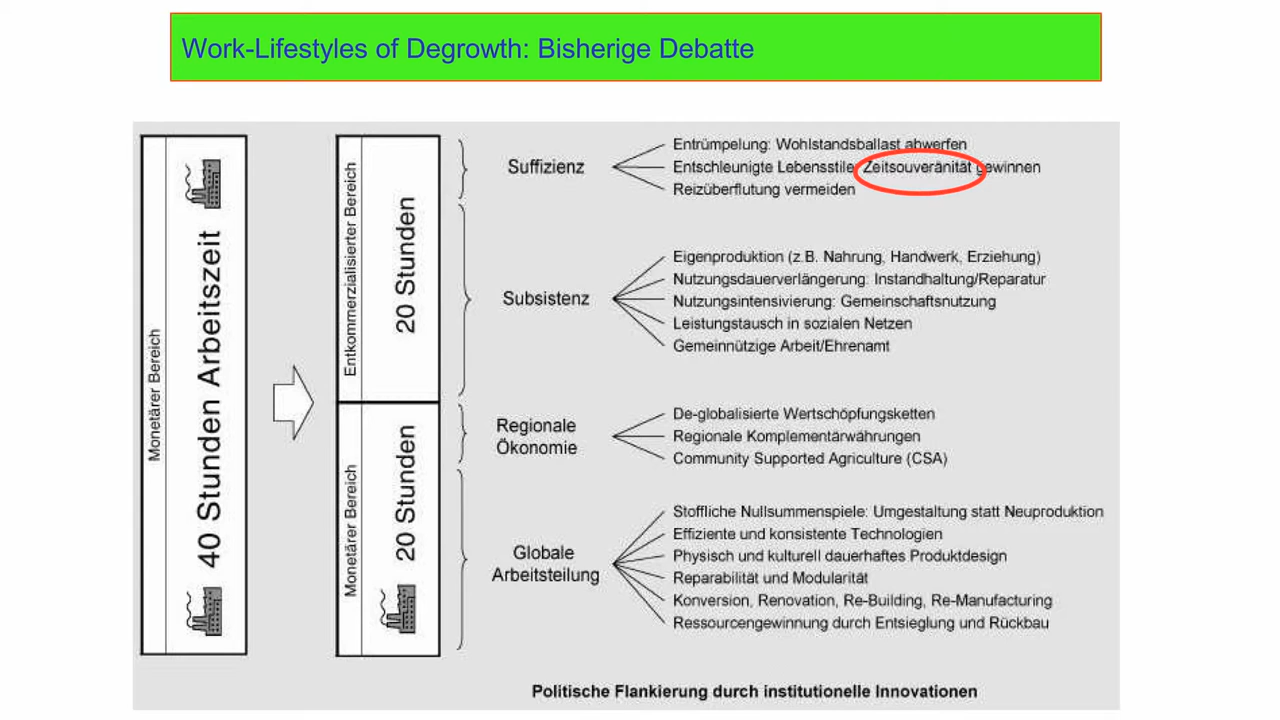 Work-Lifestyles of Degrowth: Bisherige Debatte
Monetärer Bereich
40 Stunden Arbeitszeit
Entkommerzialisierter Bereich
20 Stunden
Monetärer Bereich
20 Stunden
Suffizienz
Entrümpelung: Wohlstandsballast abwerfen
Entschleunigte Lebensstile: Zeitsouveränität gewinnen
Reizüberflutung vermeiden
Subsistenz
Eigenproduktion (z.B. Nahrung, Handwerk, Erziehung)
Nutzungsdauerverlängerung: Instandhaltung/Reparatur
Nutzungsintensivierung: Gemeinschaftsnutzung
Leistungstausch in sozialen Netzen
Gemeinnützige Arbeit/Ehrenamt
Regionale
Ökonomie
De-globalisierte Wertschöpfungsketten
Regionale Komplementärwährungen
Community Supported Agriculture (CSA)
Globale
Arbeitsteilung
Stoffliche Nullsummenspiele: Umgestaltung statt Neuproduktion
Effiziente und konsistente Technologien
Physisch und kulturell dauerhaftes Produktdesign
Reparabilität und Modularität
Konversion, Renovation, Re-Building, Re-Manufacturing
Ressourcengewinnung durch Entsieglung und Rückbau
Politische Flankierung durch institutionelle Innovationen